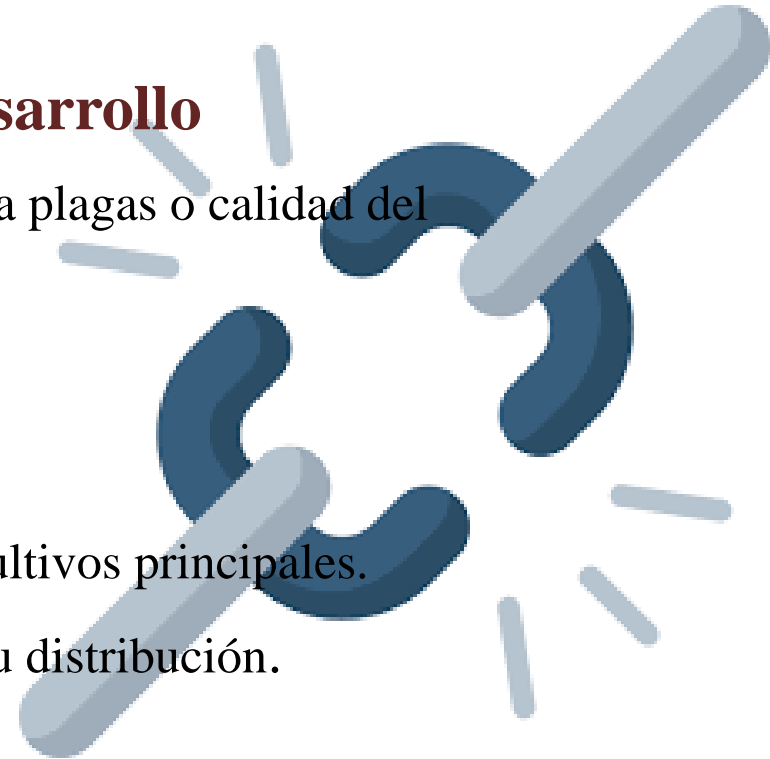 sarrollo
a plagas o calidad del
ultivos principales.
u distribución.